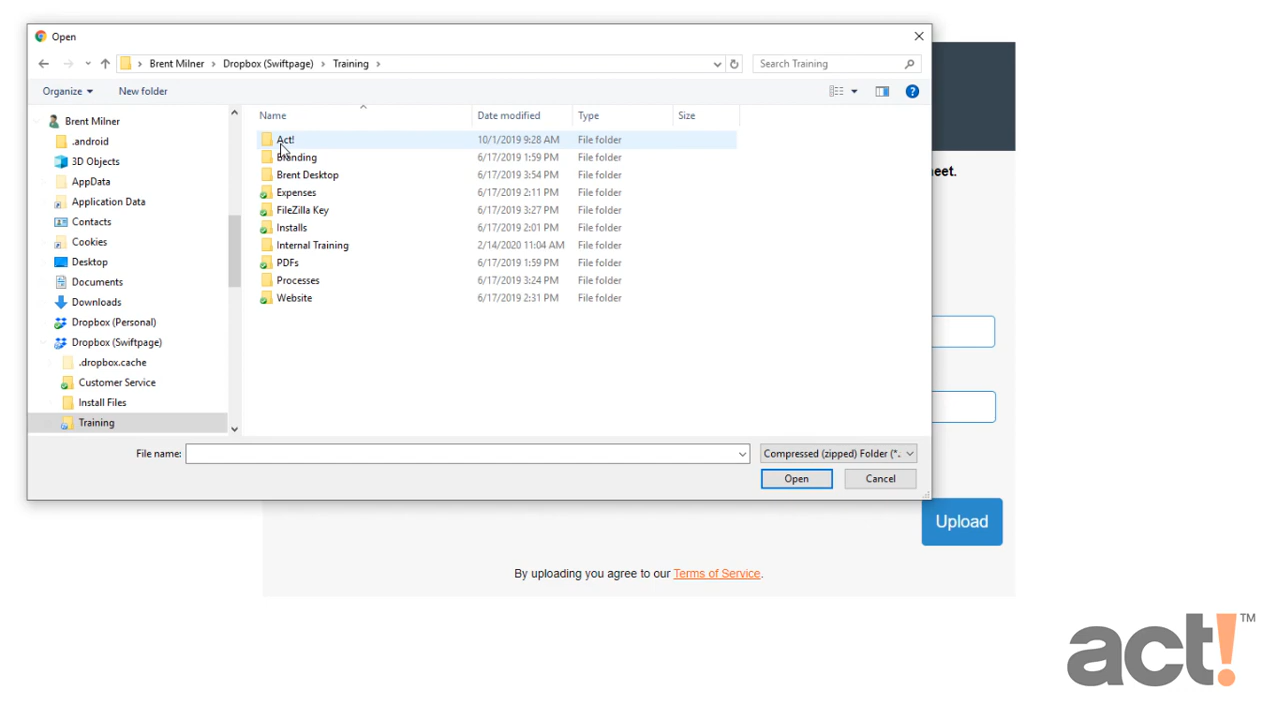 Open
Brent Milner > Dropbox (Swiftpage) > Training >
Search Training
Organize
New folder
Name Date modified Type Size
Brent Milner
.android
3D Objects
AppData
Application Data
Contacts
Cookies
Desktop
Documents
Downloads
Dropbox (Personal)
Dropbox (Swiftpage)
.dropbox.cache
Customer Service
Install Files
Training
Act! 10/1/2019 9:28 AM File folder
Branding 6/17/2019 1:59 PM File folder
Brent Desktop 6/17/2019 3:54 PM File folder
Expenses 6/17/2019 2:11 PM File folder
FileZilla Key 6/17/2019 3:27 PM File folder
Installs 6/17/2019 2:01 PM File folder
Internal Training 2/14/2020 11:04 AM File folder
PDFs 6/17/2019 1:59 PM File folder
Processes 6/17/2019 3:24 PM File folder
Website 6/17/2019 2:31 PM File folder
eet.
File name:
Compressed (zipped) Folder (*.
Open
Cancel
Upload
By uploading you agree to our Terms of Service.
act!™